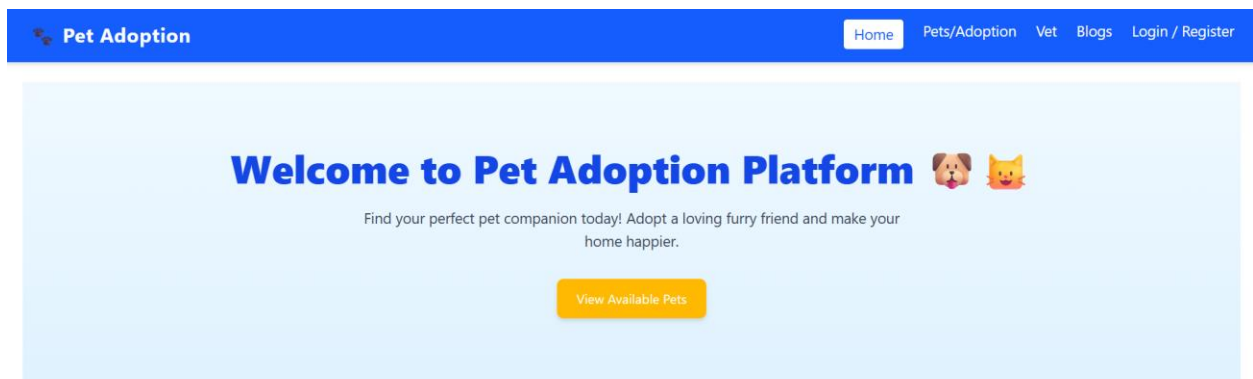 🐾 Pet Adoption
Home Pets/Adoption Vet Blogs Login / Register
Welcome to Pet Adoption Platform 🐶 😺
Find your perfect pet companion today! Adopt a loving furry friend and make your
home happier.
View Available Pets